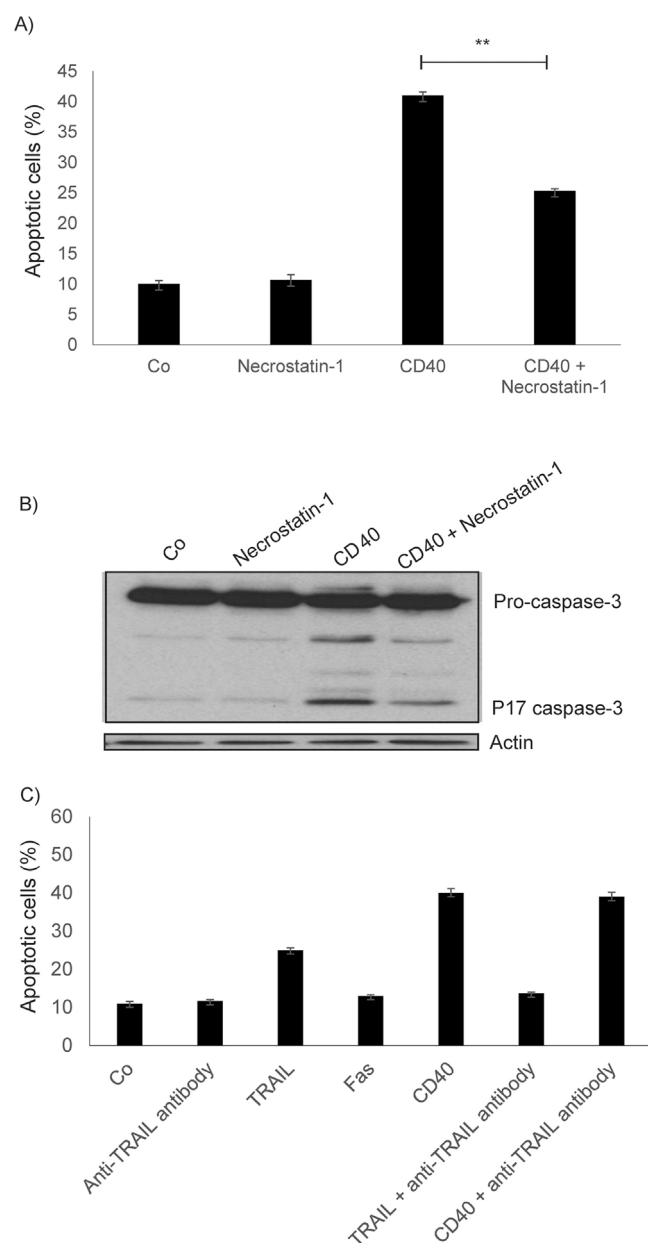 A)
**
Apoptotic cells (%)
45
40
35
30
25
20
15
10
5
0
Co
Necrostatin-1
CD40
CD40 +
Necrostatin-1
B)
Co
Necrostatin-1
CD40
CD40 + Necrostatin-1
Pro-caspase-3
P17 caspase-3
Actin
C)
Apoptotic cells (%)
60
50
40
30
20
10
0
Co
Anti-TRAIL antibody
TRAIL
Fas
CD40
TRAIL + anti-TRAIL antibody
CD40 + anti-TRAIL antibody